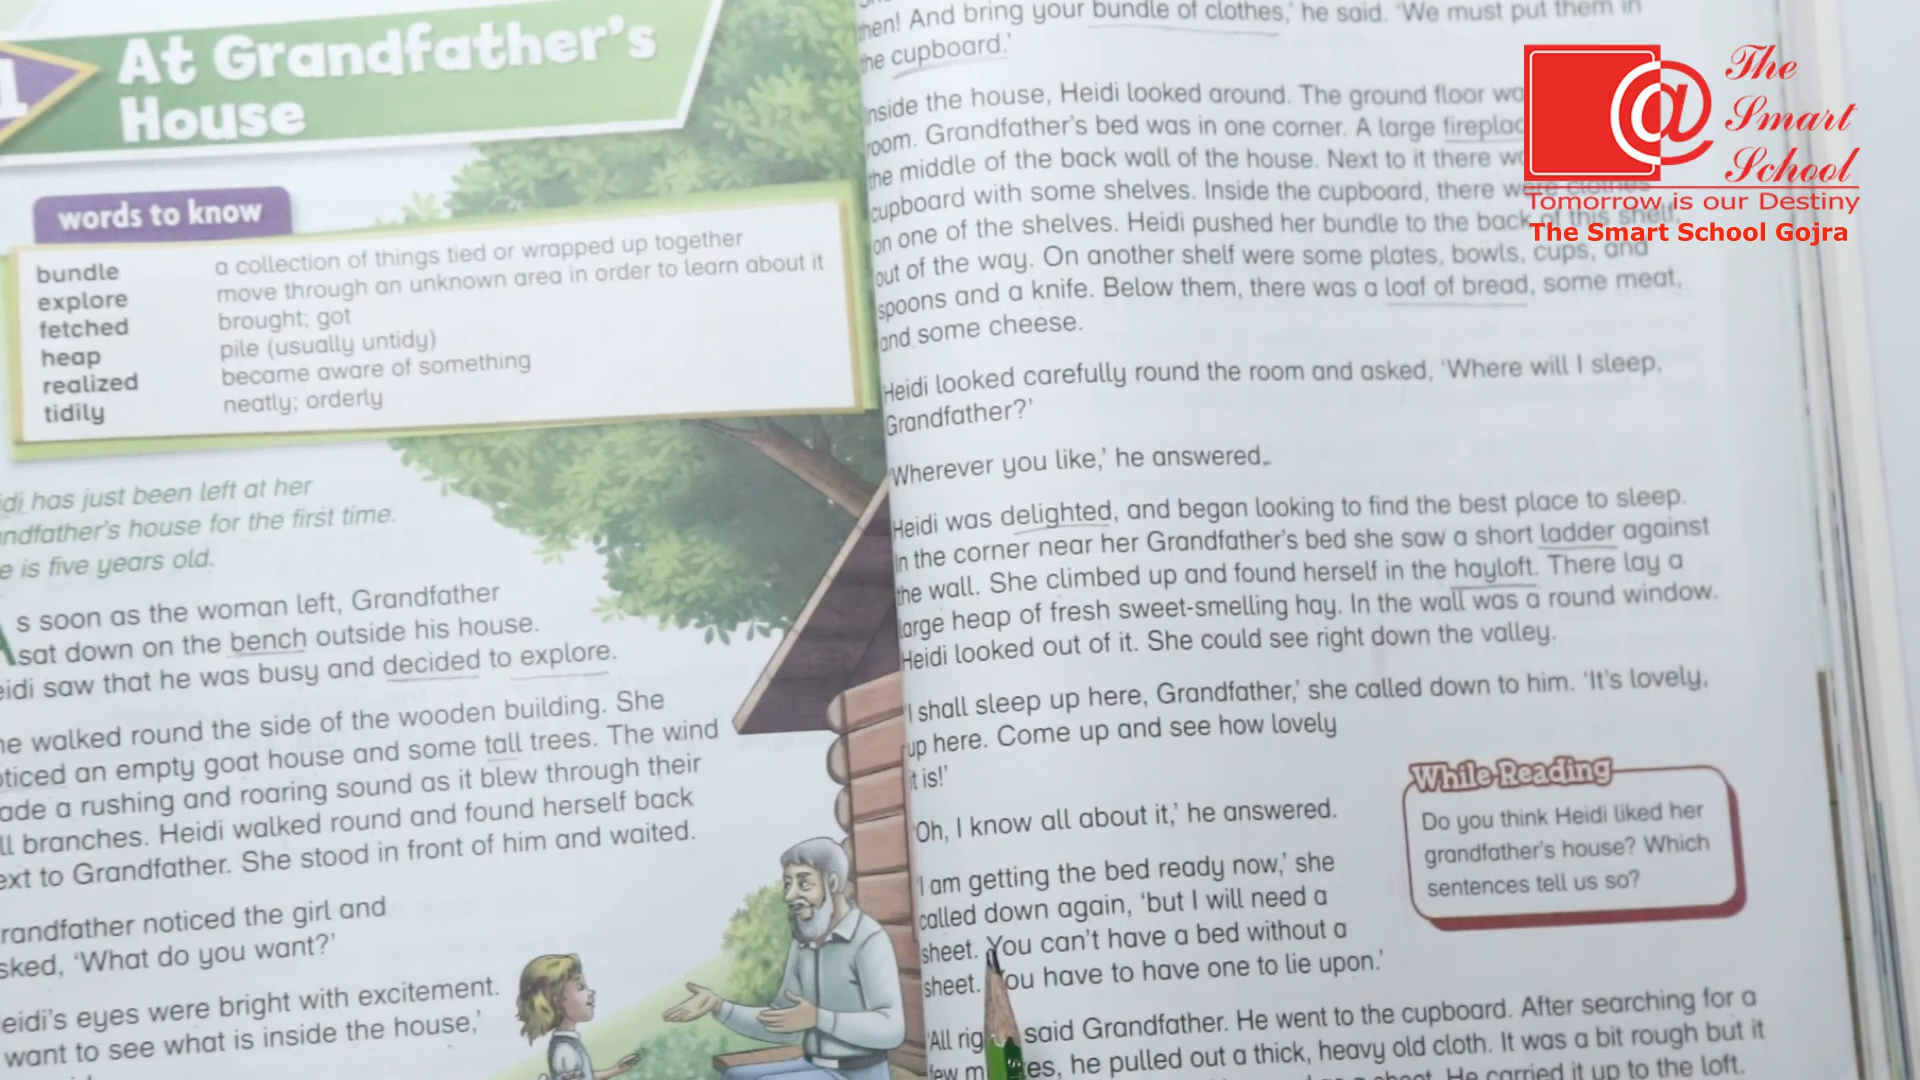 1
At Grandfather's
House
words to know
bundle a collection of things tied or wrapped up together
explore move through an unknown area in order to learn about it
fetched brought; got
heap pile (usually untidy)
realized became aware of something
tidily neatly; orderly
di has just been left at her
ndfather's house for the first time.
e is five years old.
As soon as the woman left, Grandfather
sat down on the bench outside his house.
eidi saw that he was busy and decided to explore.
he walked round the side of the wooden building. She
oticed an empty goat house and some tall trees. The wind
ade a rushing and roaring sound as it blew through their
ll branches. Heidi walked round and found herself back
ext to Grandfather. She stood in front of him and waited.
randfather noticed the girl and
sked, 'What do you want?'
eidi's eyes were bright with excitement.
want to see what is inside the house,'
hen! And bring your bundle of clothes,' he said. 'We must put them in
the cupboard.'
Inside the house, Heidi looked around. The ground floor wa
room. Grandfather's bed was in one corner. A large fireplac
the middle of the back wall of the house. Next to it there w
cupboard with some shelves. Inside the cupboard, there were clothes
on one of the shelves. Heidi pushed her bundle to the back of this shelf,
out of the way. On another shelf were some plates, bowls, cups, and
spoons and a knife. Below them, there was a loaf of bread, some meat,
and some cheese.
Heidi looked carefully round the room and asked, 'Where will I sleep,
Grandfather?'
'Wherever you like,' he answered.
Heidi was delighted, and began looking to find the best place to sleep.
In the corner near her Grandfather's bed she saw a short ladder against
the wall. She climbed up and found herself in the hayloft. There lay a
large heap of fresh sweet-smelling hay. In the wall was a round window.
Heidi looked out of it. She could see right down the valley.
'I shall sleep up here, Grandfather,' she called down to him. 'It's lovely,
up here. Come up and see how lovely
it is!'
'Oh, I know all about it,' he answered.
'I am getting the bed ready now,' she
called down again, 'but I will need a
sheet. You can't have a bed without a
sheet. You have to have one to lie upon.'
'All rig said Grandfather. He went to the cupboard. After searching for a
few m es, he pulled out a thick, heavy old cloth. It was a bit rough but it
sheet. He carried it up to the loft.
While-Reading
Do you think Heidi liked her
grandfather's house? Which
sentences tell us so?
The
Smart
School
Tomorrow is our Destiny
The Smart School Gojra